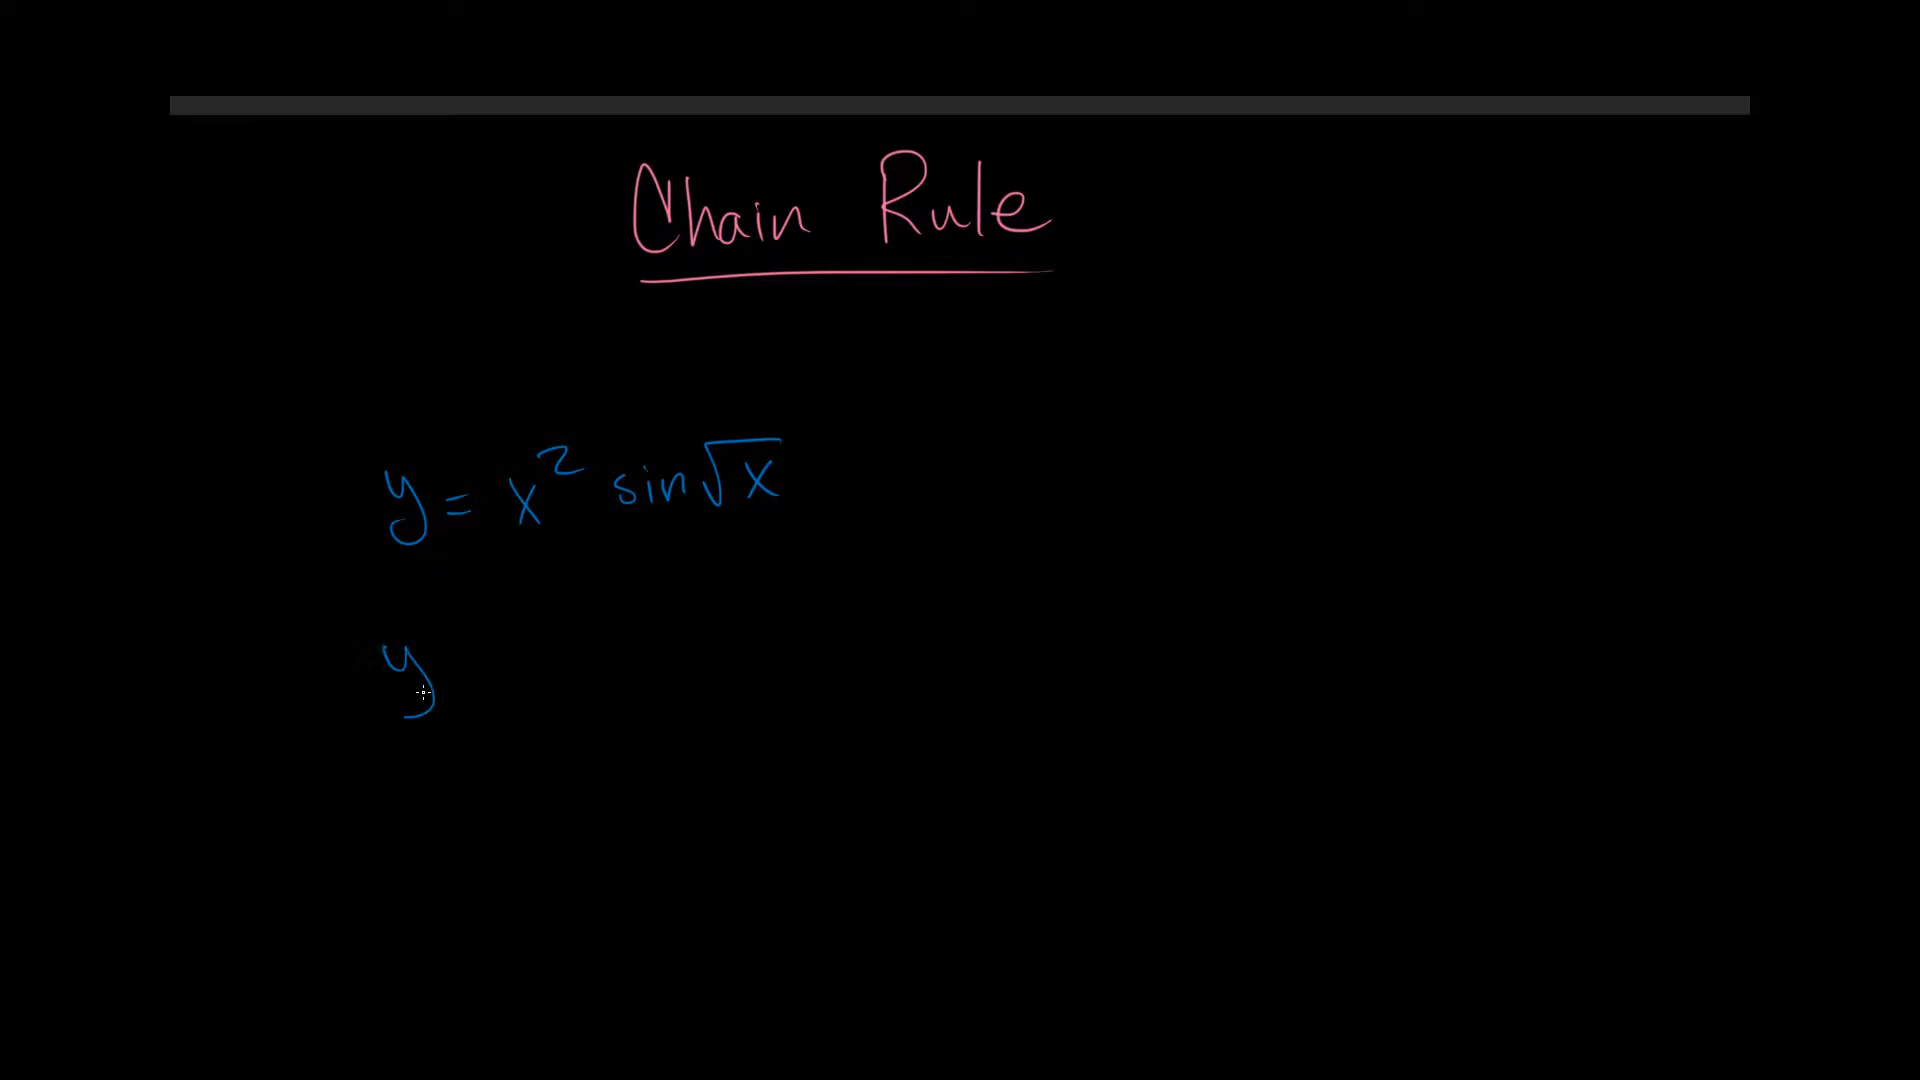 Chain Rule
y = x² sin√x
y